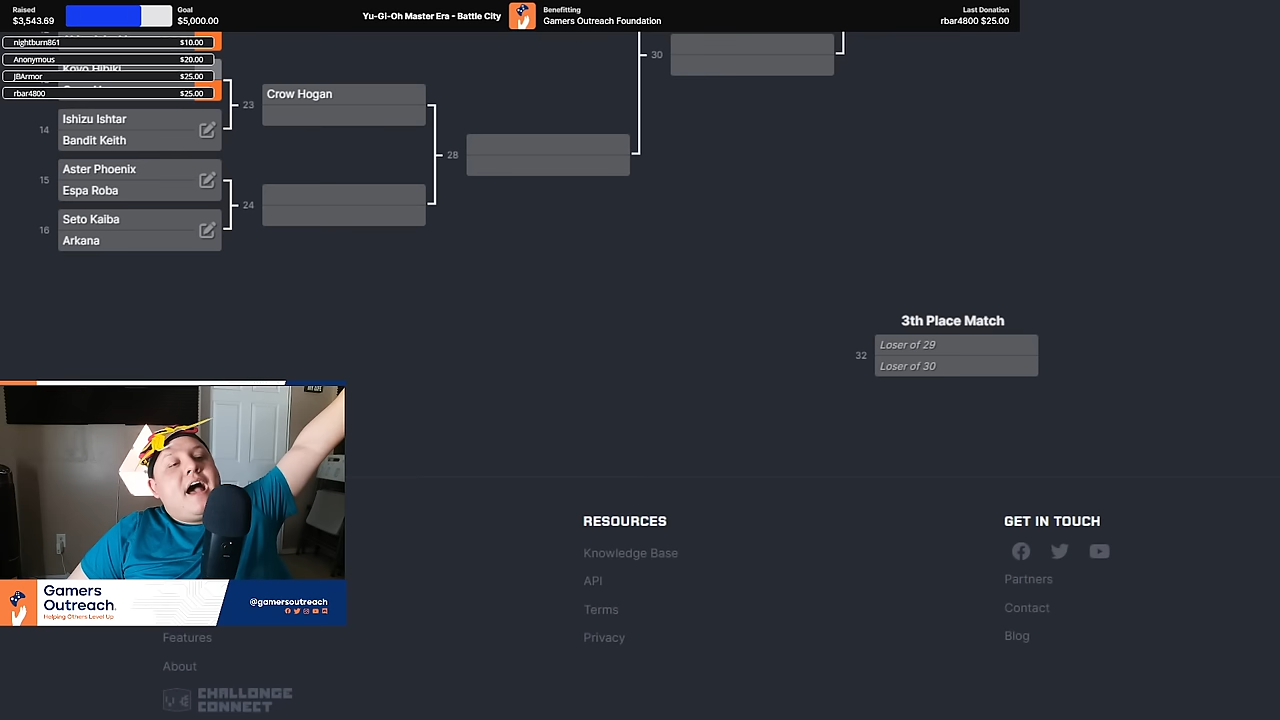 Raised
$3,543.69
Goal
$5,000.00
Yu-Gi-Oh Master Era - Battle City
Benefitting
Gamers Outreach Foundation
Last Donation
rbar4800 $25.00
nightburn861 $10.00
Anonymous $20.00
JBArmor $25.00
rbar4800 $25.00
Koyo Hibiki
14
Ishizu Ishtar
Bandit Keith
15
Aster Phoenix
Espa Roba
16
Seto Kaiba
Arkana
23
Crow Hogan
24
28
30
3th Place Match
32
Loser of 29
Loser of 30
Gamers
Outreach.
Helping Others Level Up
@gamersoutreach
Features
About
CHALLONGE
CONNECT
RESOURCES
Knowledge Base
API
Terms
Privacy
GET IN TOUCH
Partners
Contact
Blog